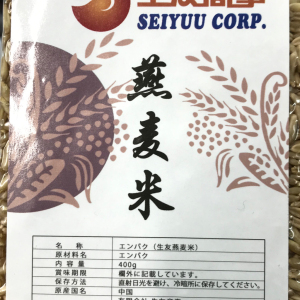 SEIYUU CORP.
燕麦米
名称 エンバク（生友燕麦米）
原材料名 エンバク
内容量 400g
賞味期限 欄外に記載しています。
保存方法 直射日光を避け、冷暗所に保存してください。
原産国名 中国